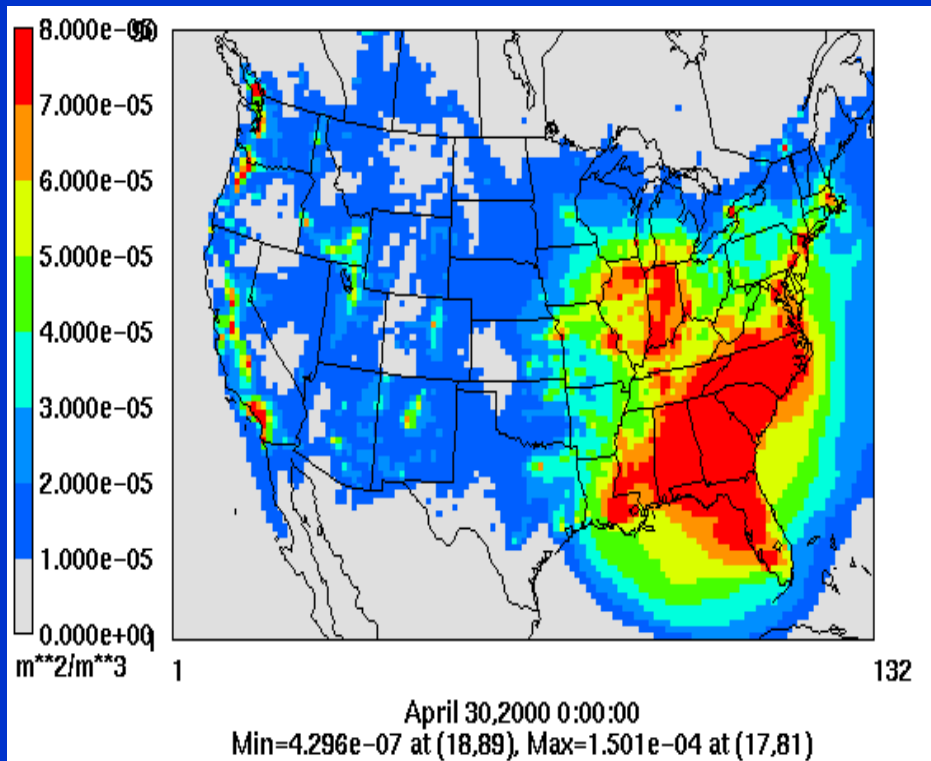 8.000e-05 90
7.000e-05
6.000e-05
5.000e-05
4.000e-05
3.000e-05
2.000e-05
1.000e-05
0.000e+00 1
m**2/m**3
1 132
April 30,2000 0:00:00
Min=4.296e-07 at (18,89), Max=1.501e-04 at (17,81)